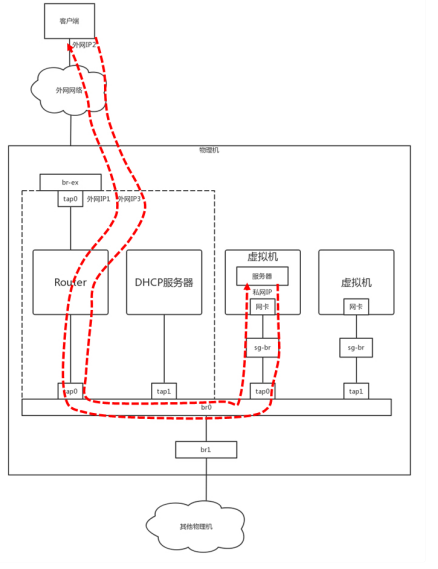 客户端
外网IP2
外网网络
物理机
br-ex
tap0
外网IP1
外网IP3
Router
DHCP服务器
虚拟机
服务器
私网IP
网卡
虚拟机
网卡
sg-br
sg-br
tap0
tap1
tap0
tap1
br0
br1
其他物理机